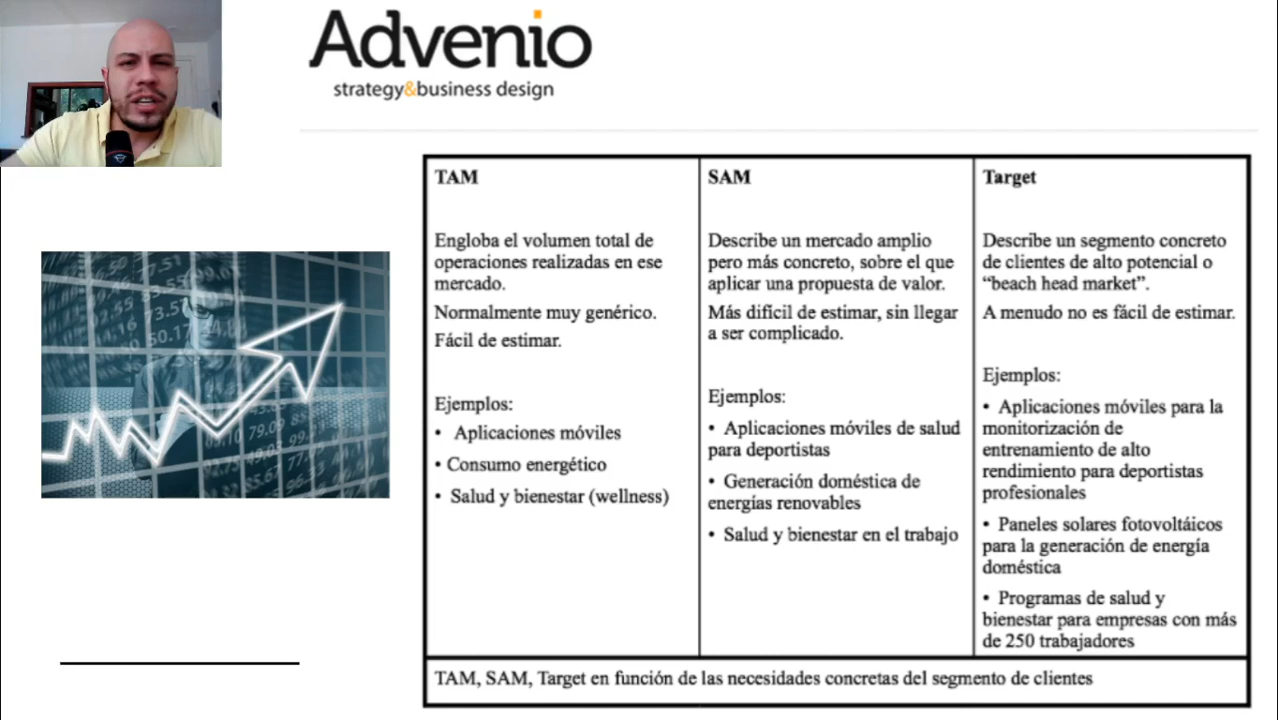 Advenio
strategy&business design
TAM
Engloba el volumen total de
operaciones realizadas en ese
mercado.
Normalmente muy genérico.
Fácil de estimar.
Ejemplos:
• Aplicaciones móviles
• Consumo energético
• Salud y bienestar (wellness)
SAM
Describe un mercado amplio
pero más concreto, sobre el que
aplicar una propuesta de valor.
Más difícil de estimar, sin llegar
a ser complicado.
Ejemplos:
• Aplicaciones móviles de salud
para deportistas
• Generación doméstica de
energías renovables
• Salud y bienestar en el trabajo
Target
Describe un segmento concreto
de clientes de alto potencial o
“beach head market”.
A menudo no es fácil de estimar.
Ejemplos:
• Aplicaciones móviles para la
monitorización de
entrenamiento de alto
rendimiento para deportistas
profesionales
• Paneles solares fotovoltáicos
para la generación de energía
doméstica
• Programas de salud y
bienestar para empresas con más
de 250 trabajadores
TAM, SAM, Target en función de las necesidades concretas del segmento de clientes